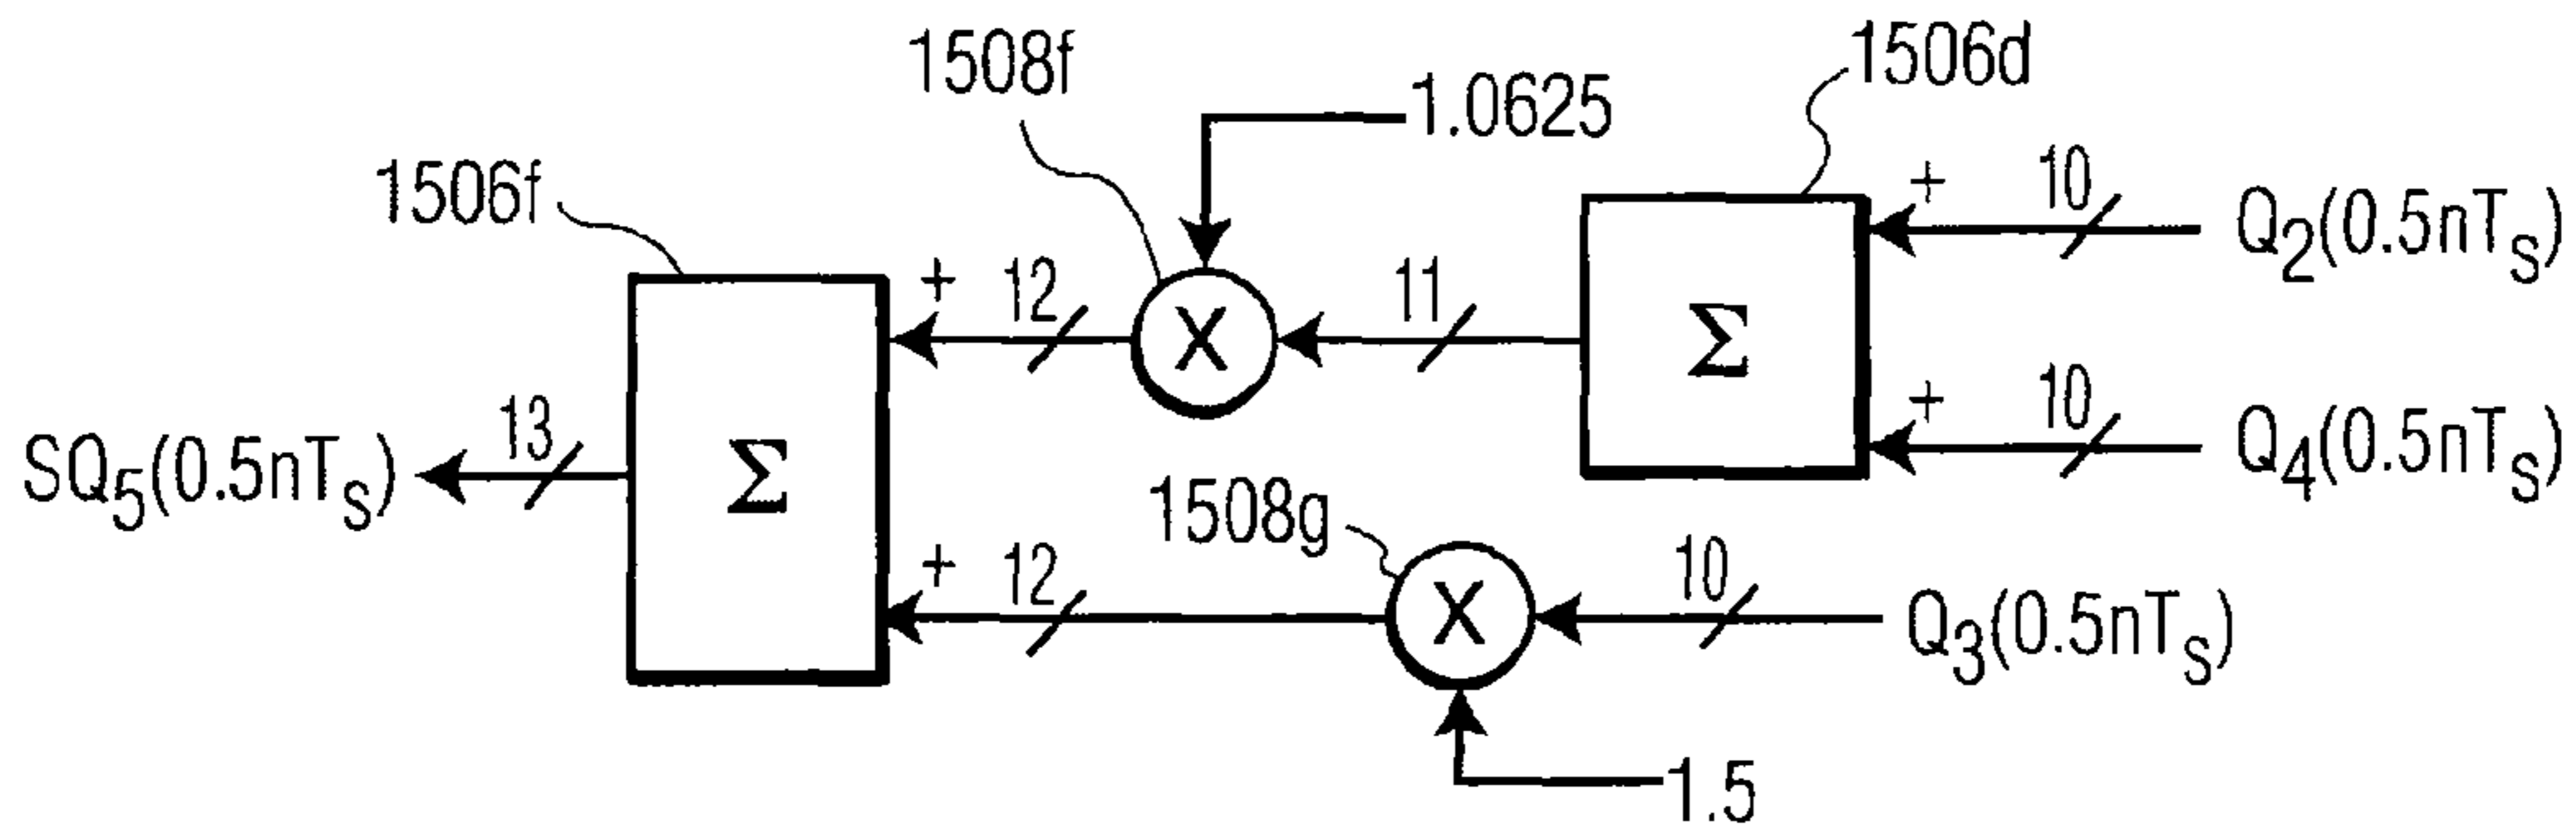 1508f
1506d
1.0625
1506f
+
10
Q2(0.5nTS)
+
12
11
Σ
X
+
10
Q4(0.5nTS)
SQ5(0.5nTS)
13
Σ
1508g
+
12
X
10
Q3(0.5nTS)
1.5